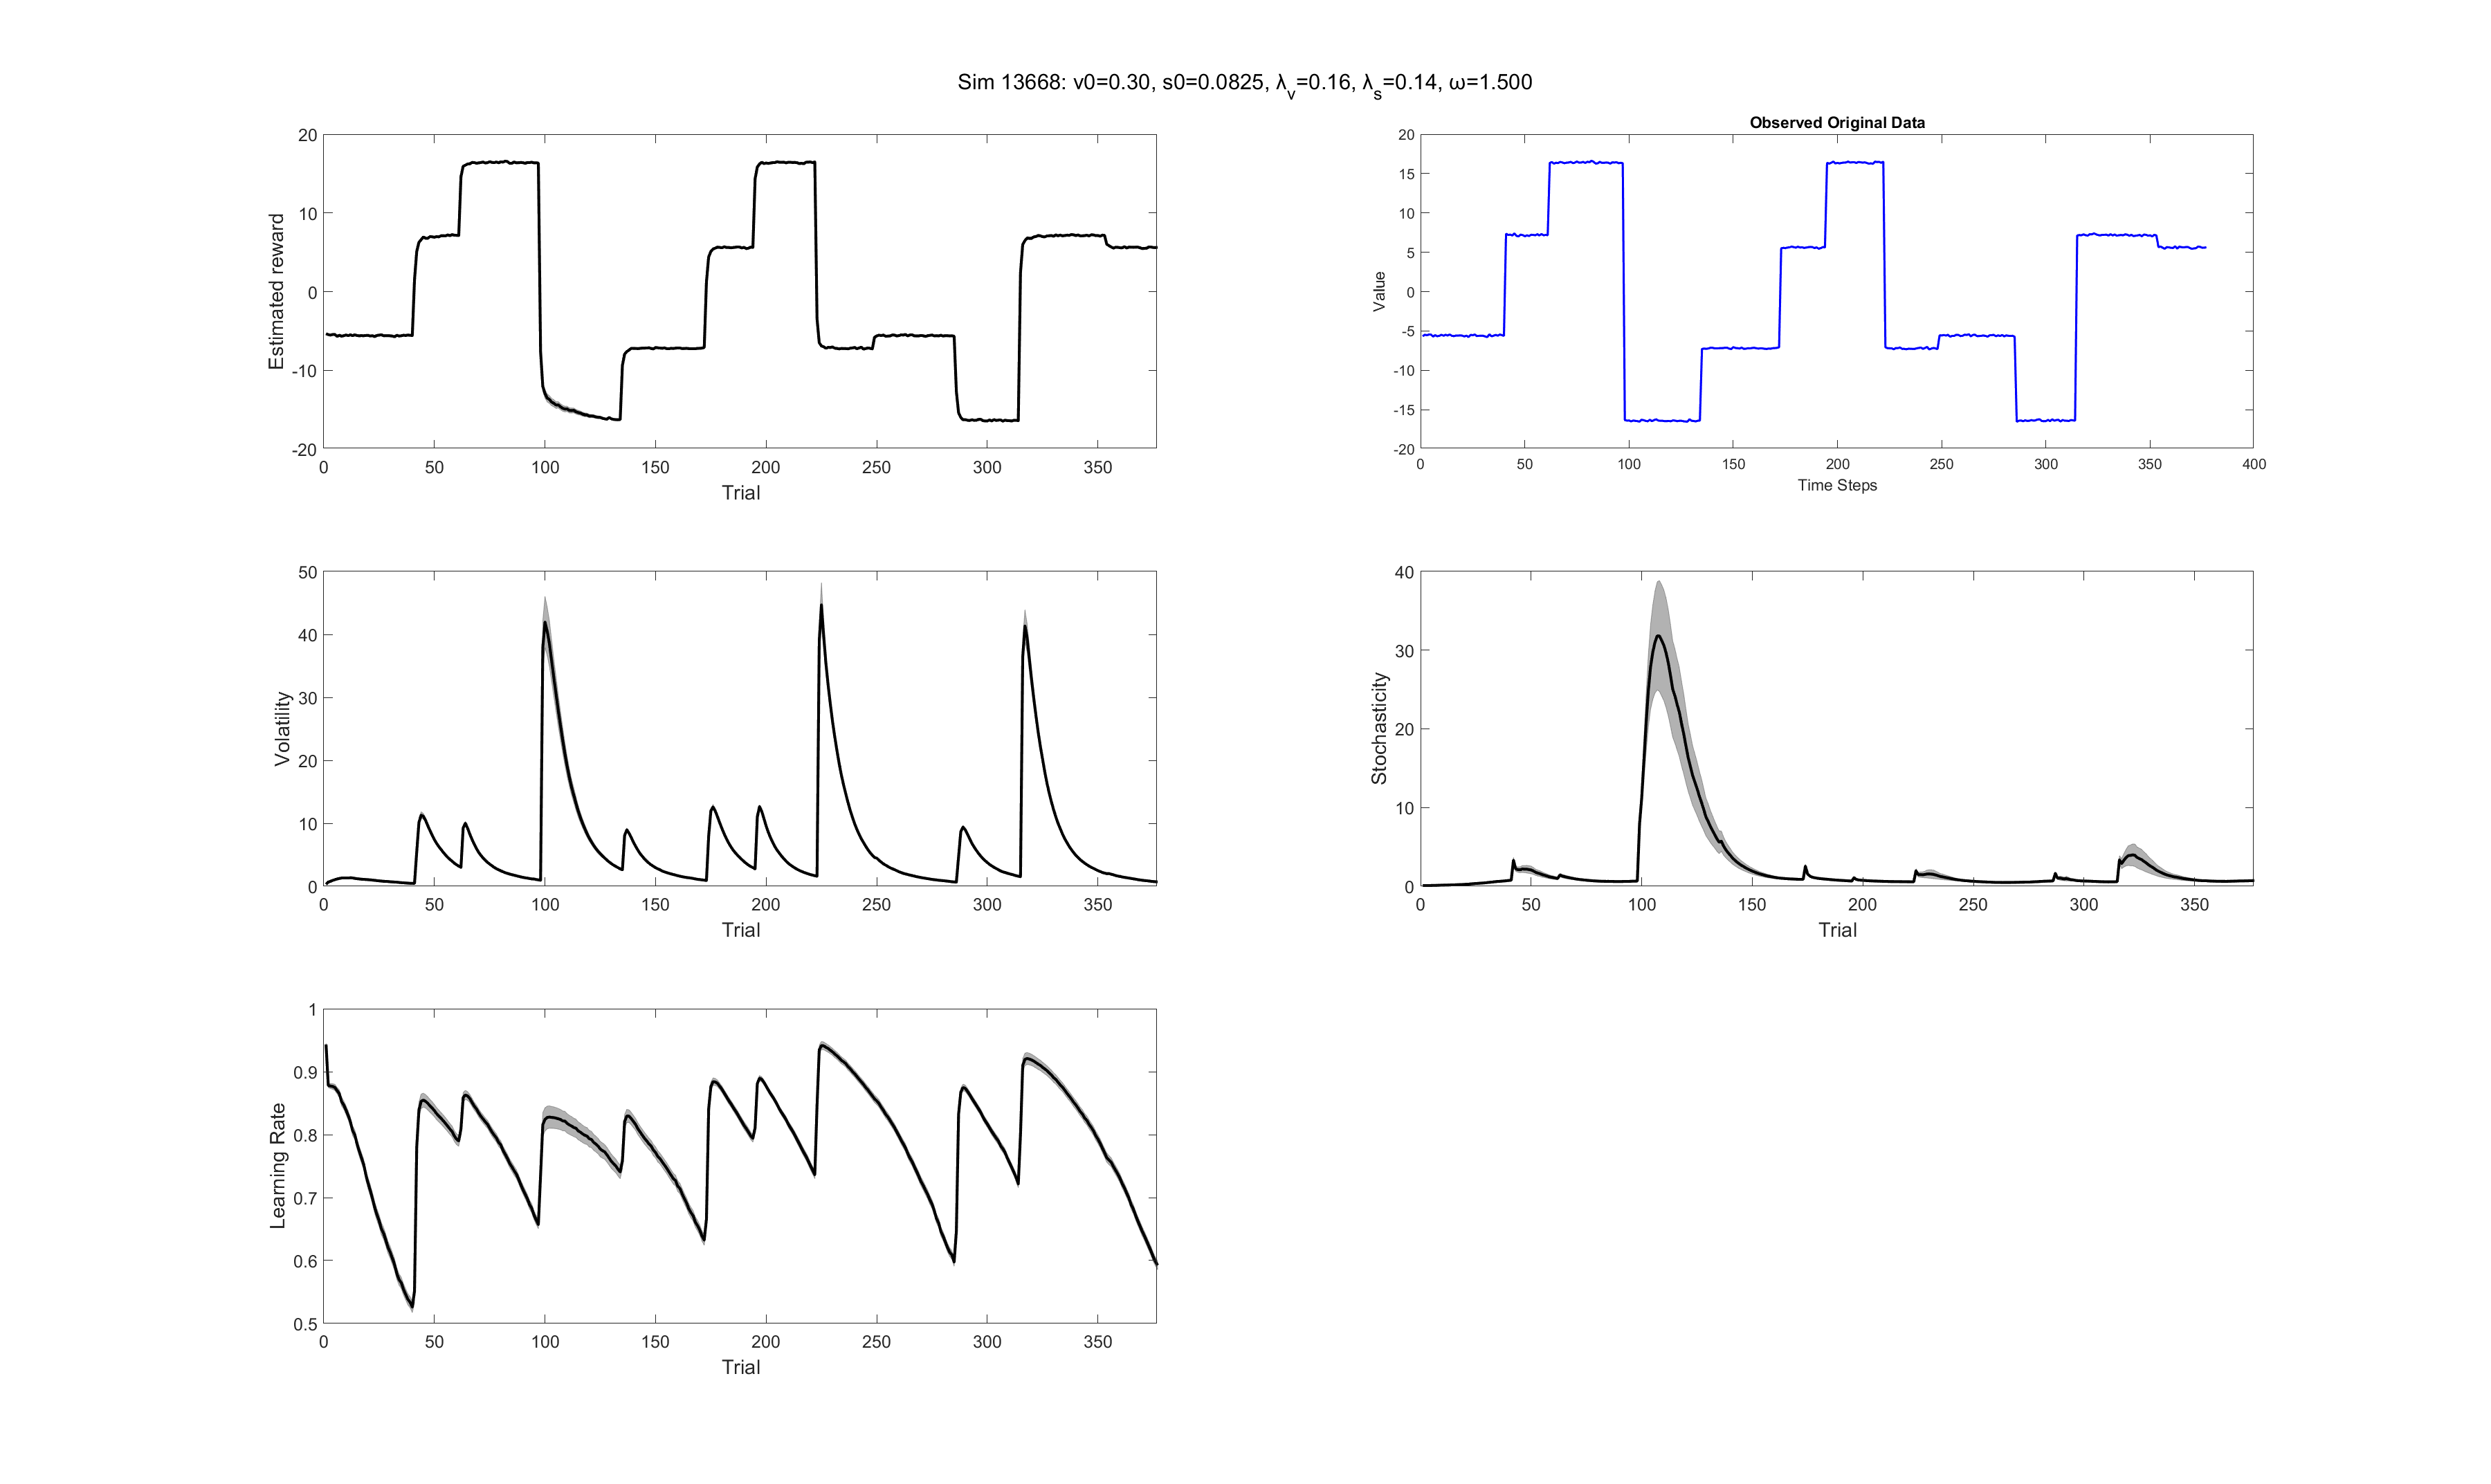 Sim 13668: v0=0.30, s0=0.0825, λv=0.16, λs=0.14, ω=1.500
Estimated reward
20
10
0
-10
-20
0 50 100 150 200 250 300 350
Trial
Observed Original Data
Value
20
15
10
5
0
-5
-10
-15
-20
0 50 100 150 200 250 300 350 400
Time Steps
Volatility
50
40
30
20
10
0
0 50 100 150 200 250 300 350
Trial
Stochasticity
40
30
20
10
0
0 50 100 150 200 250 300 350
Trial
Learning Rate
1
0.9
0.8
0.7
0.6
0.5
0 50 100 150 200 250 300 350
Trial